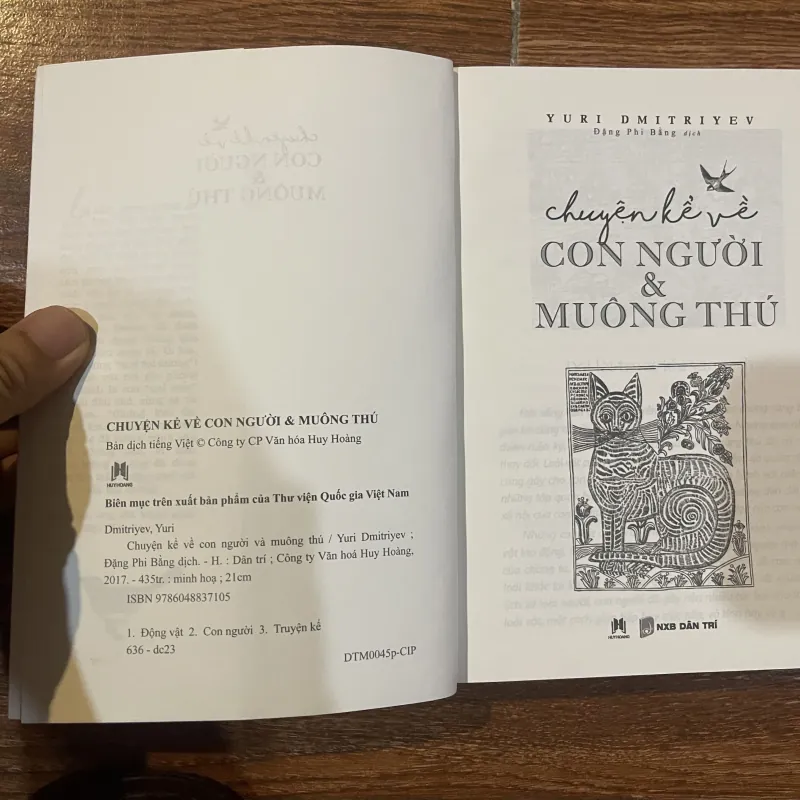 CHUYỆN KỂ VỀ CON NGƯỜI & MUÔNG THÚ
Bản dịch tiếng Việt © Công ty CP Văn hóa Huy Hoàng
HUYHOANG
Biên mục trên xuất bản phẩm của Thư viện Quốc gia Việt Nam
Dmitriyev, Yuri
Chuyện kể về con người và muông thú / Yuri Dmitriyev ;
Đặng Phi Bằng dịch. - H. : Dân trí ; Công ty Văn hoá Huy Hoàng,
2017. - 435tr. : minh hoạ ; 21cm
ISBN 9786048837105
1. Động vật 2. Con người 3. Truyện kể
636 - dc23
DTM0045p-CIP
YURI DMITRIYEV
Đặng Phi Bằng dịch
chuyện kể về
CON NGƯỜI
&
MUÔNG THÚ
HUYHOANG
NXB DÂN TRÍ